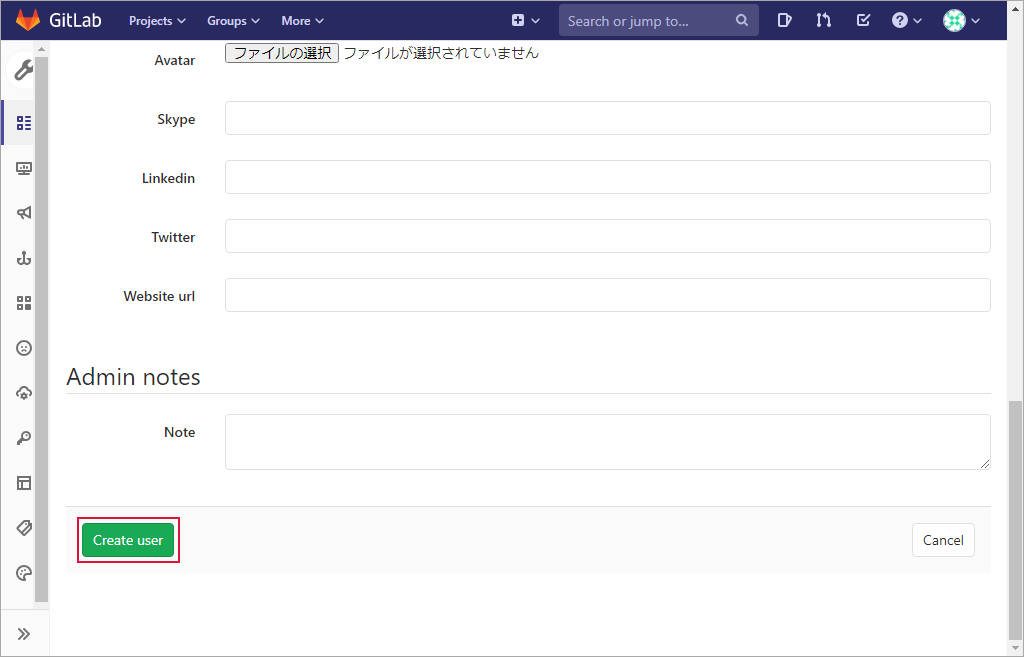 GitLab Projects Groups More Search or jump to...
Avatar ファイルの選択 ファイルが選択されていません
Skype
Linkedin
Twitter
Website url
Admin notes
Note
Create user Cancel